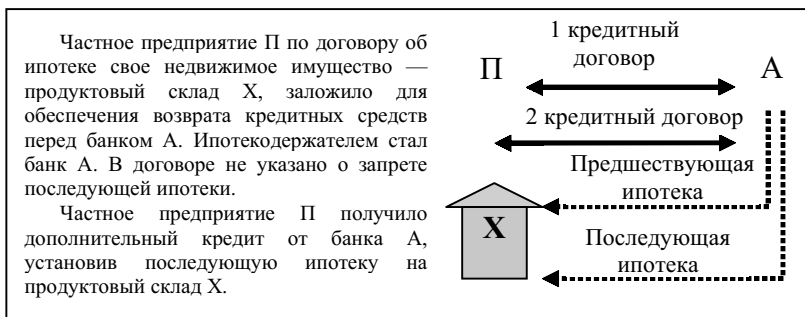 Частное предприятие П по договору об
ипотеке свое недвижимое имущество —
продуктовый склад Х, заложило для
обеспечения возврата кредитных средств
перед банком А. Ипотекодержателем стал
банк А. В договоре не указано о запрете
последующей ипотеки.
Частное предприятие П получило
дополнительный кредит от банка А,
установив последующую ипотеку на
продуктовый склад Х.
1 кредитный
договор
П
А
2 кредитный договор
Предшествующая
ипотека
Х
Последующая
ипотека